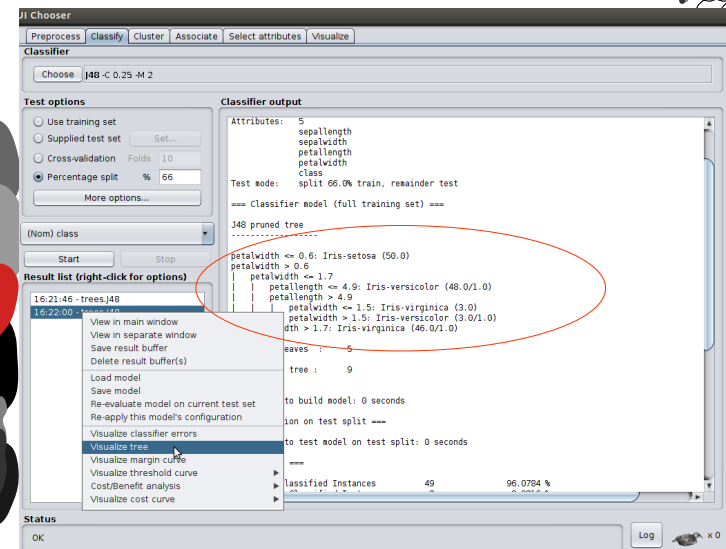 UI Chooser
Preprocess Classify Cluster Associate Select attributes Visualize
Classifier
Choose J48 -C 0.25 -M 2
Test options
Use training set
Supplied test set Set...
Cross-validation Folds 10
Percentage split % 66
More options...
(Nom) class
Start Stop
Result list (right-click for options)
16:21:46 - trees.J48
16:22:00 - trees.J48
View in main window
View in separate window
Save result buffer
Delete result buffer(s)
Load model
Save model
Re-evaluate model on current test set
Re-apply this model's configuration
Visualize classifier errors
Visualize tree
Visualize margin curve
Visualize threshold curve
Cost/Benefit analysis
Visualize cost curve
Classifier output
Attributes: 5
sepallength
sepalwidth
petallength
petalwidth
class
Test mode: split 66.0% train, remainder test
=== Classifier model (full training set) ===
J48 pruned tree
------------------
petalwidth <= 0.6: Iris-setosa (50.0)
petalwidth > 0.6
| petalwidth <= 1.7
| | petallength <= 4.9: Iris-versicolor (48.0/1.0)
| | petallength > 4.9
| | | petalwidth <= 1.5: Iris-virginica (3.0)
petalwidth > 1.5: Iris-versicolor (3.0/1.0)
dth > 1.7: Iris-virginica (46.0/1.0)
eaves : 5
tree : 9
to build model: 0 seconds
ion on test split ===
to test model on test split: 0 seconds
===
lassified Instances 49 96.0784 %
Status
OK
Log x 0